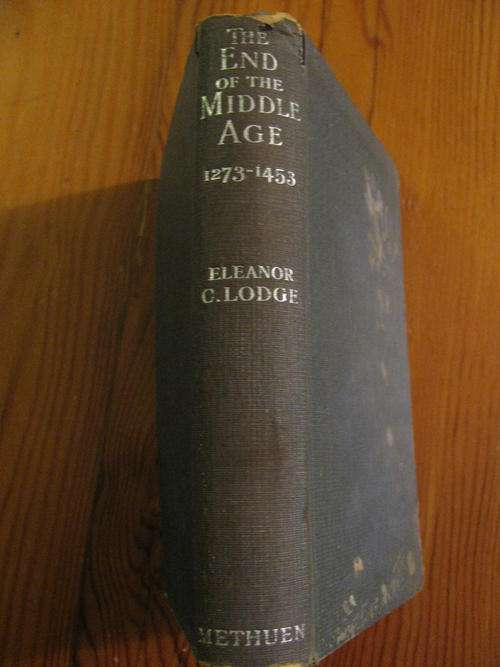 THE
END
OF THE
MIDDLE
AGE
1273-1453
ELEANOR
C. LODGE
METHUEN